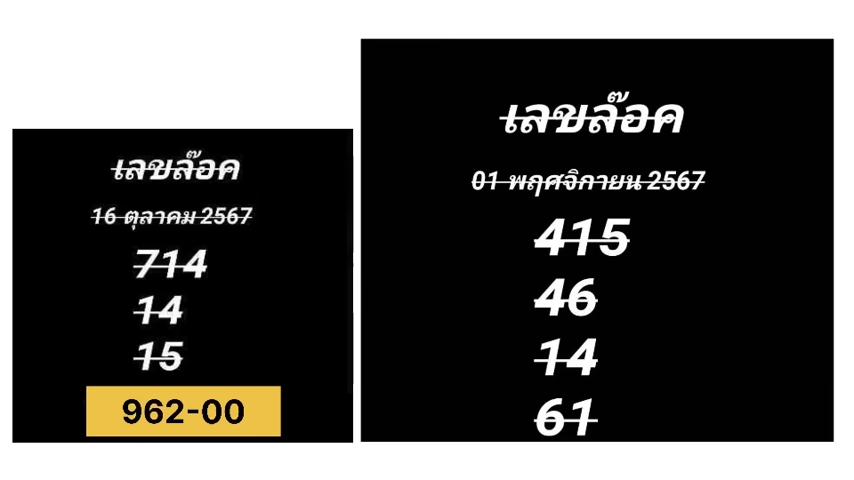 เลขล๊อค
16 ตุลาคม 2567
714
14
15
962-00
เลขล๊อค
01 พฤศจิกายน 2567
415
46
14
61